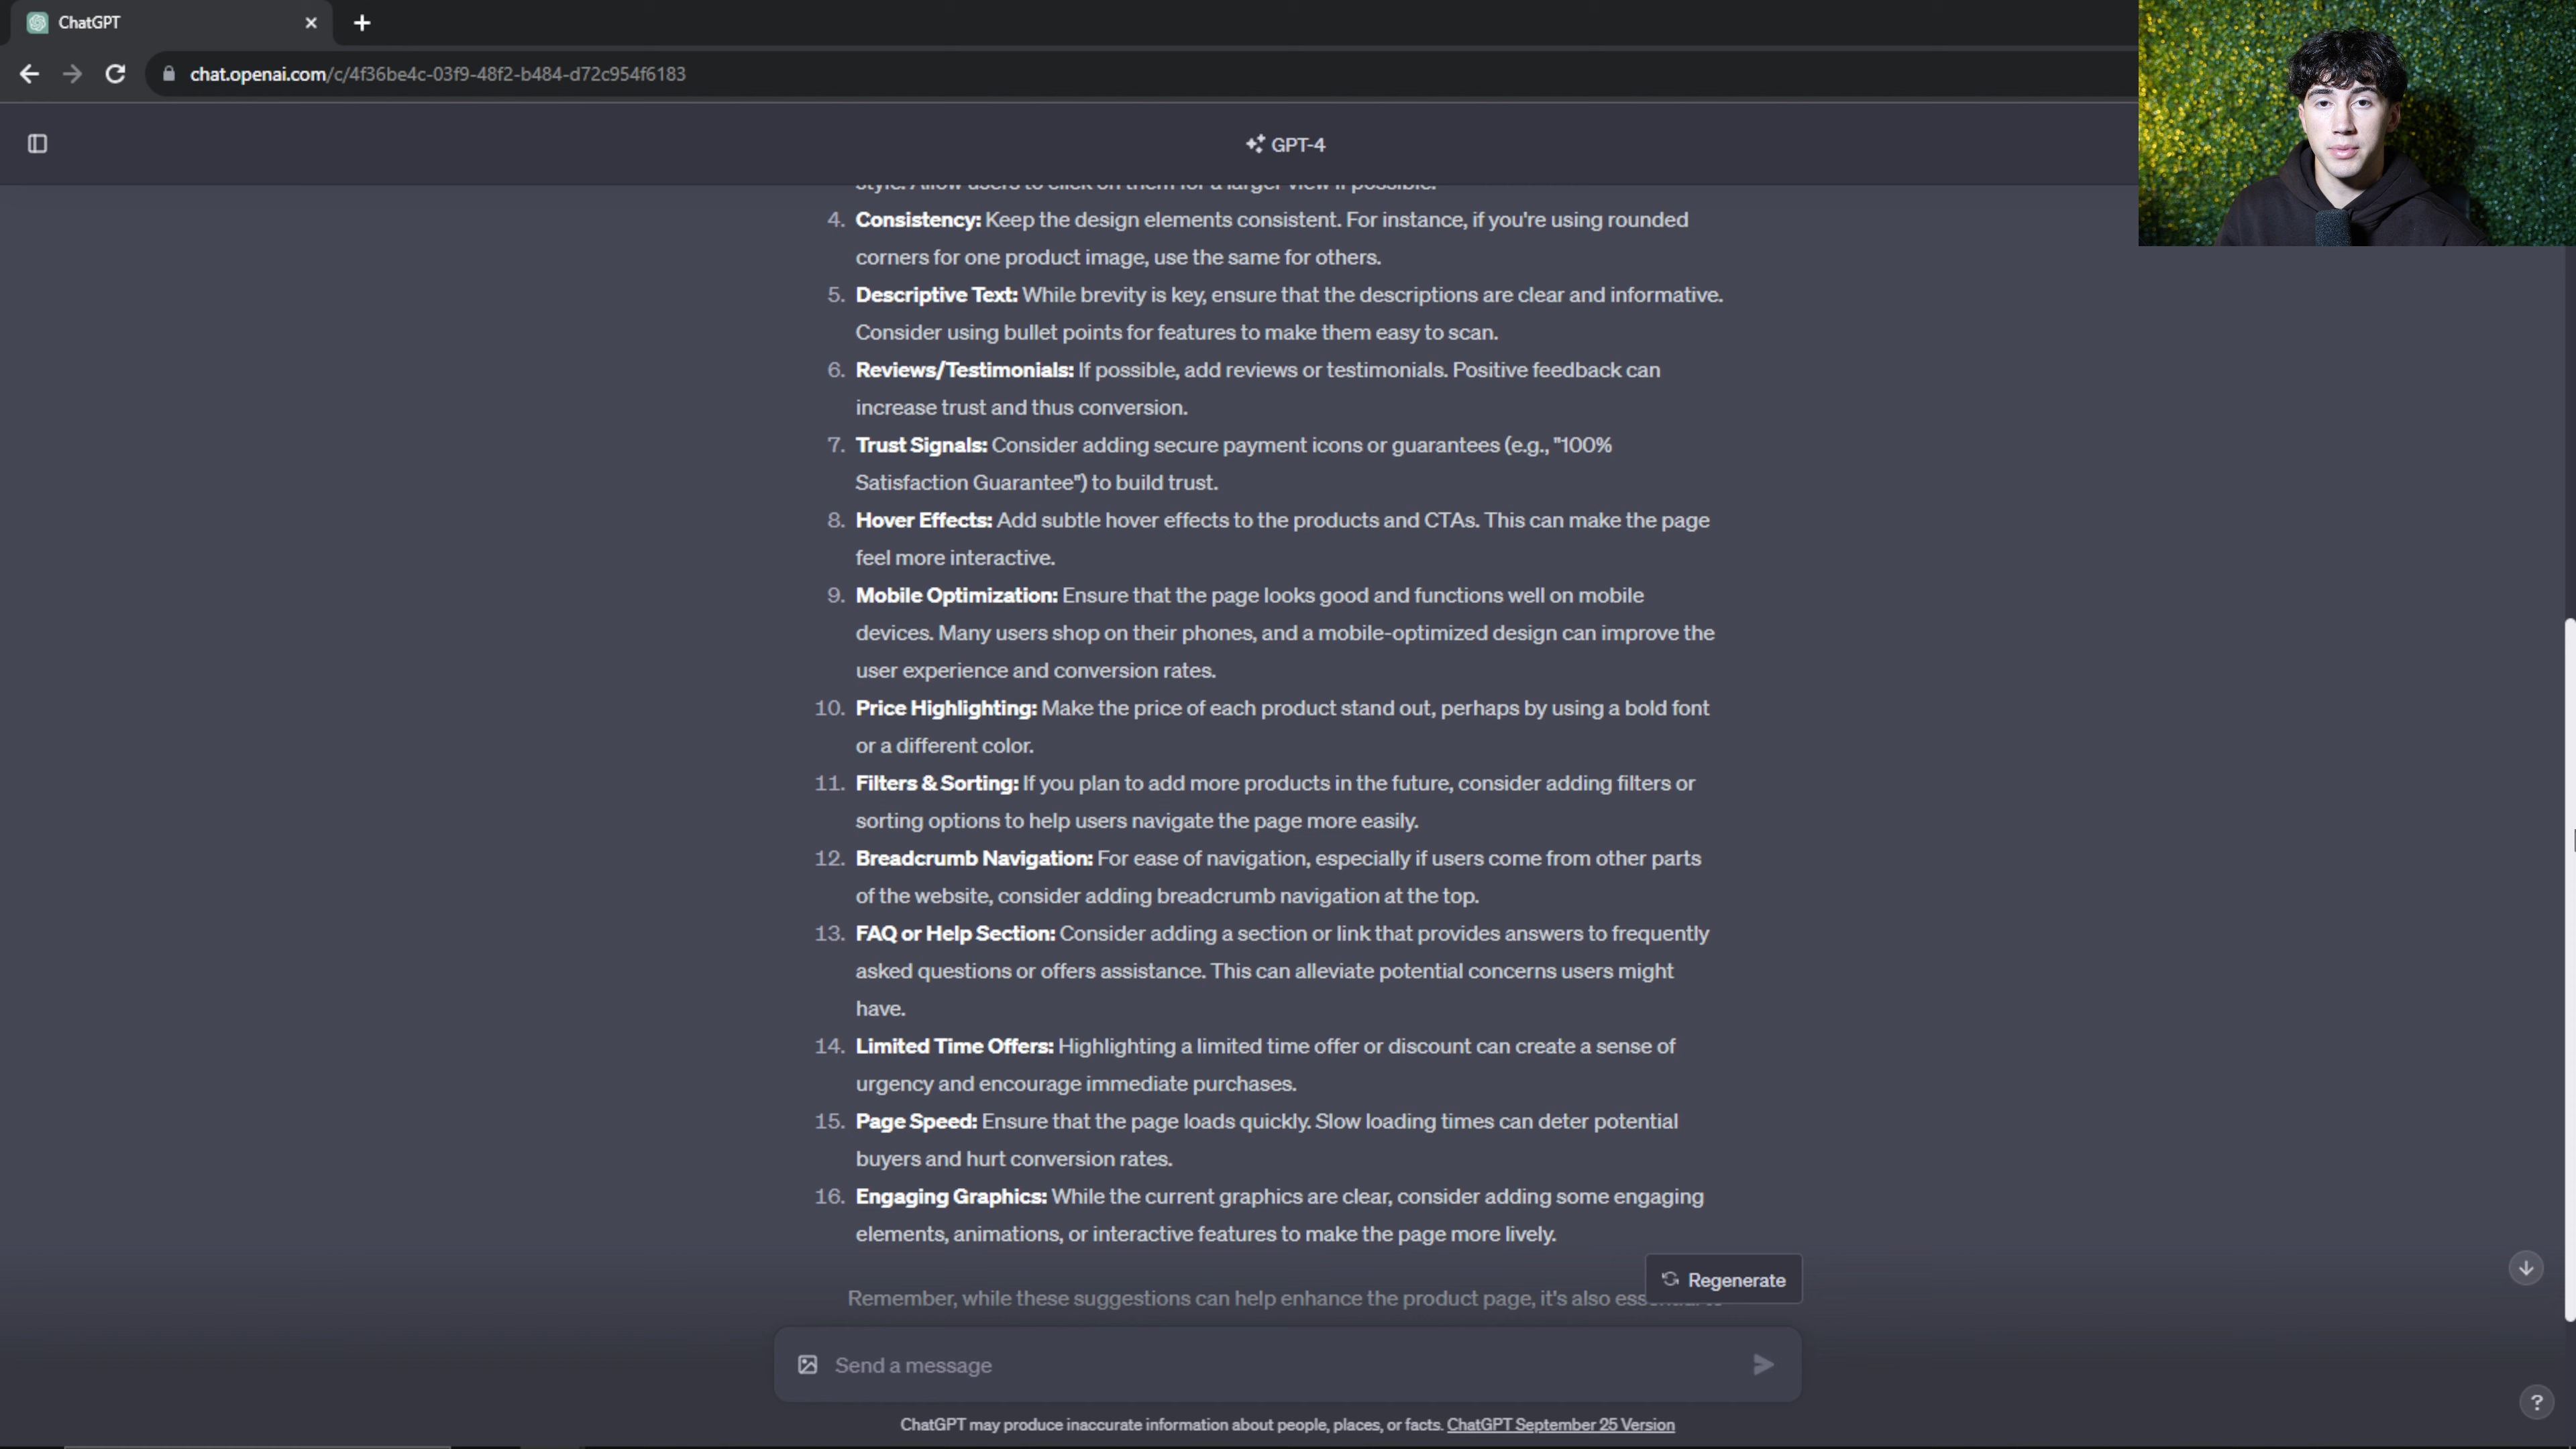 ChatGPT
chat.openai.com/c/4f36be4c-03f9-48f2-b484-d72c954f6183
GPT-4
style. Allow users to click on them for a larger view if possible.
4. Consistency: Keep the design elements consistent. For instance, if you're using rounded
corners for one product image, use the same for others.
5. Descriptive Text: While brevity is key, ensure that the descriptions are clear and informative.
Consider using bullet points for features to make them easy to scan.
6. Reviews/Testimonials: If possible, add reviews or testimonials. Positive feedback can
increase trust and thus conversion.
7. Trust Signals: Consider adding secure payment icons or guarantees (e.g., "100%
Satisfaction Guarantee") to build trust.
8. Hover Effects: Add subtle hover effects to the products and CTAs. This can make the page
feel more interactive.
9. Mobile Optimization: Ensure that the page looks good and functions well on mobile
devices. Many users shop on their phones, and a mobile-optimized design can improve the
user experience and conversion rates.
10. Price Highlighting: Make the price of each product stand out, perhaps by using a bold font
or a different color.
11. Filters & Sorting: If you plan to add more products in the future, consider adding filters or
sorting options to help users navigate the page more easily.
12. Breadcrumb Navigation: For ease of navigation, especially if users come from other parts
of the website, consider adding breadcrumb navigation at the top.
13. FAQ or Help Section: Consider adding a section or link that provides answers to frequently
asked questions or offers assistance. This can alleviate potential concerns users might
have.
14. Limited Time Offers: Highlighting a limited time offer or discount can create a sense of
urgency and encourage immediate purchases.
15. Page Speed: Ensure that the page loads quickly. Slow loading times can deter potential
buyers and hurt conversion rates.
16. Engaging Graphics: While the current graphics are clear, consider adding some engaging
elements, animations, or interactive features to make the page more lively.
Regenerate
Remember, while these suggestions can help enhance the product page, it's also
Send a message
ChatGPT may produce inaccurate information about people, places, or facts. ChatGPT September 25 Version
?